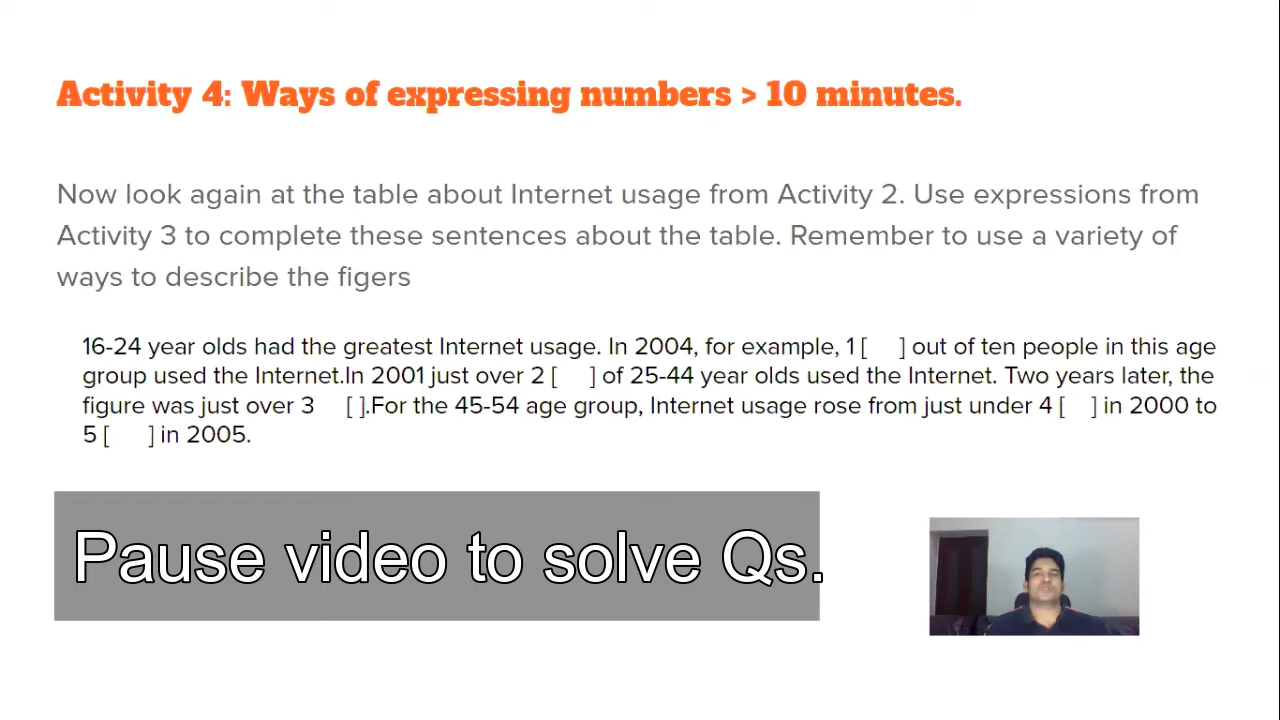 Activity 4: Ways of expressing numbers > 10 minutes.
Now look again at the table about Internet usage from Activity 2. Use expressions from
Activity 3 to complete these sentences about the table. Remember to use a variety of
ways to describe the figers
16-24 year olds had the greatest Internet usage. In 2004, for example, 1 [ ] out of ten people in this age
group used the Internet.In 2001 just over 2 [ ] of 25-44 year olds used the Internet. Two years later, the
figure was just over 3 [ ].For the 45-54 age group, Internet usage rose from just under 4 [ ] in 2000 to
5 [ ] in 2005.
Pause video to solve Qs.